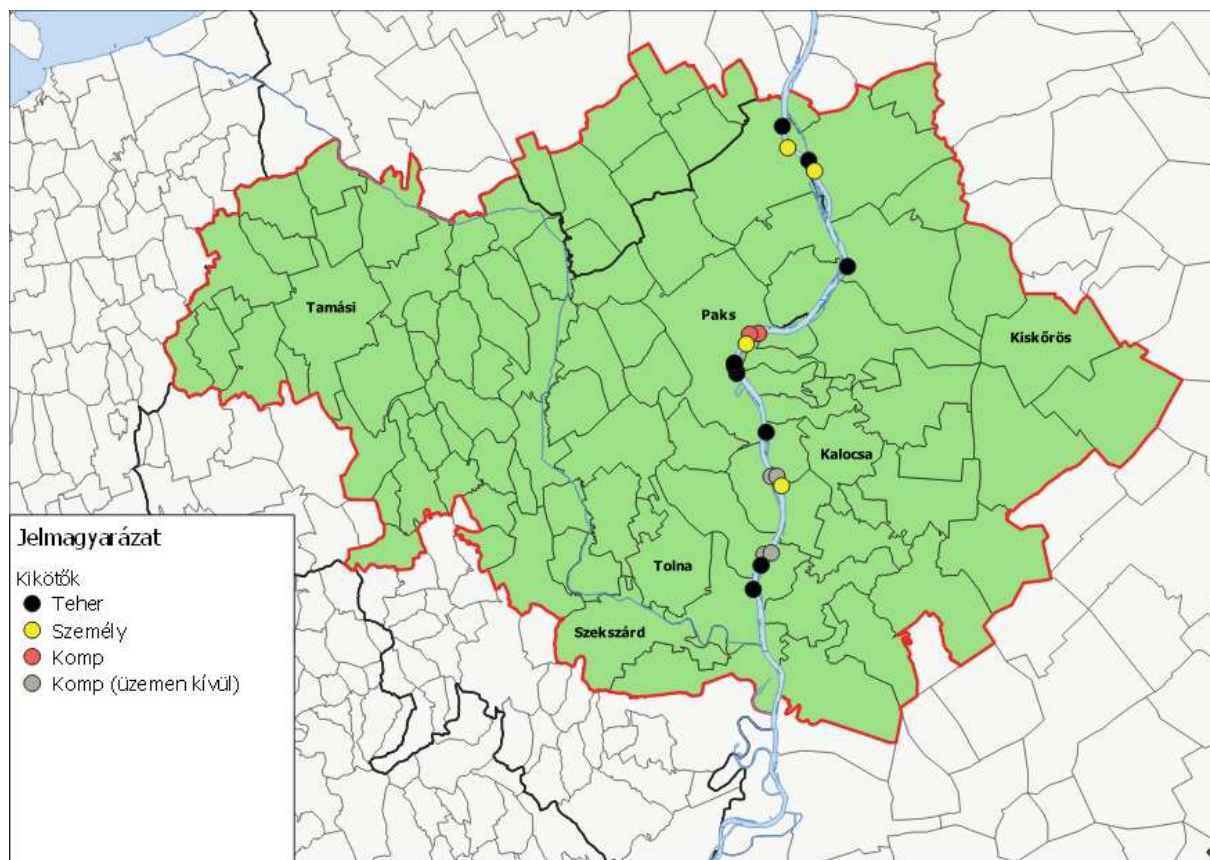 Tamási
Paks
Kiskőrös
Kalocsa
Tolna
Szekszárd
Jelmagyarázat
Kikötők
Teher
Személy
Komp
Komp (üzemen kívül)